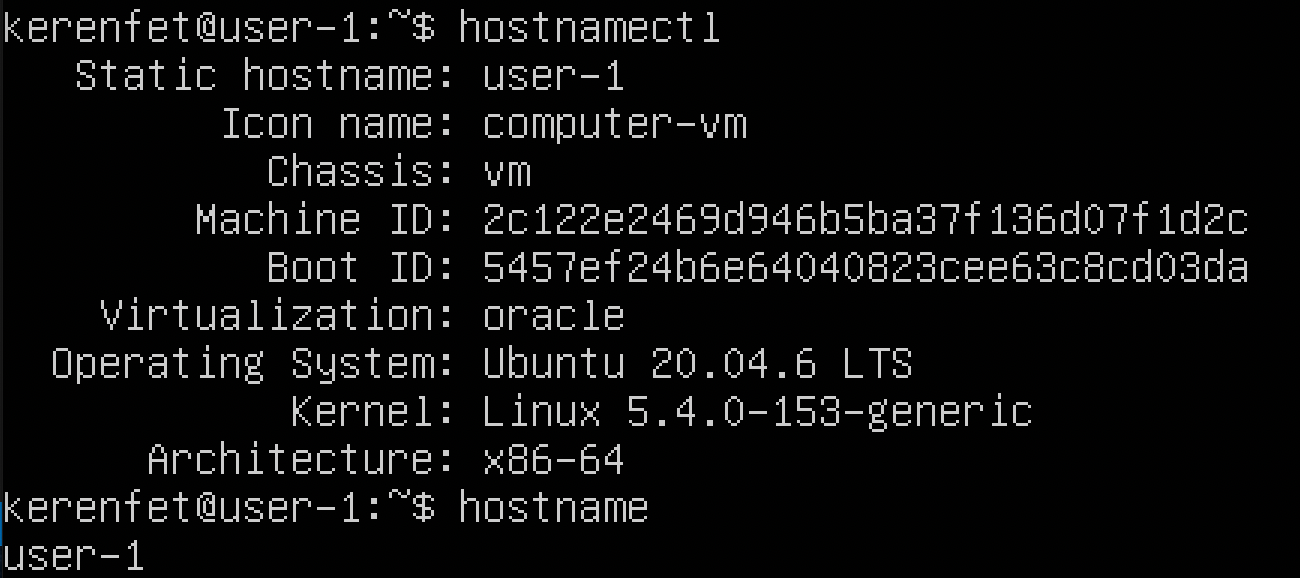 kerenfet@user-1:~$ hostnamectl
Static hostname: user-1
Icon name: computer-vm
Chassis: vm
Machine ID: 2c122e2469d946b5ba37f136d07f1d2c
Boot ID: 5457ef24b6e64040823cee63c8cd03da
Virtualization: oracle
Operating System: Ubuntu 20.04.6 LTS
Kernel: Linux 5.4.0-153-generic
Architecture: x86-64
kerenfet@user-1:~$ hostname
user-1